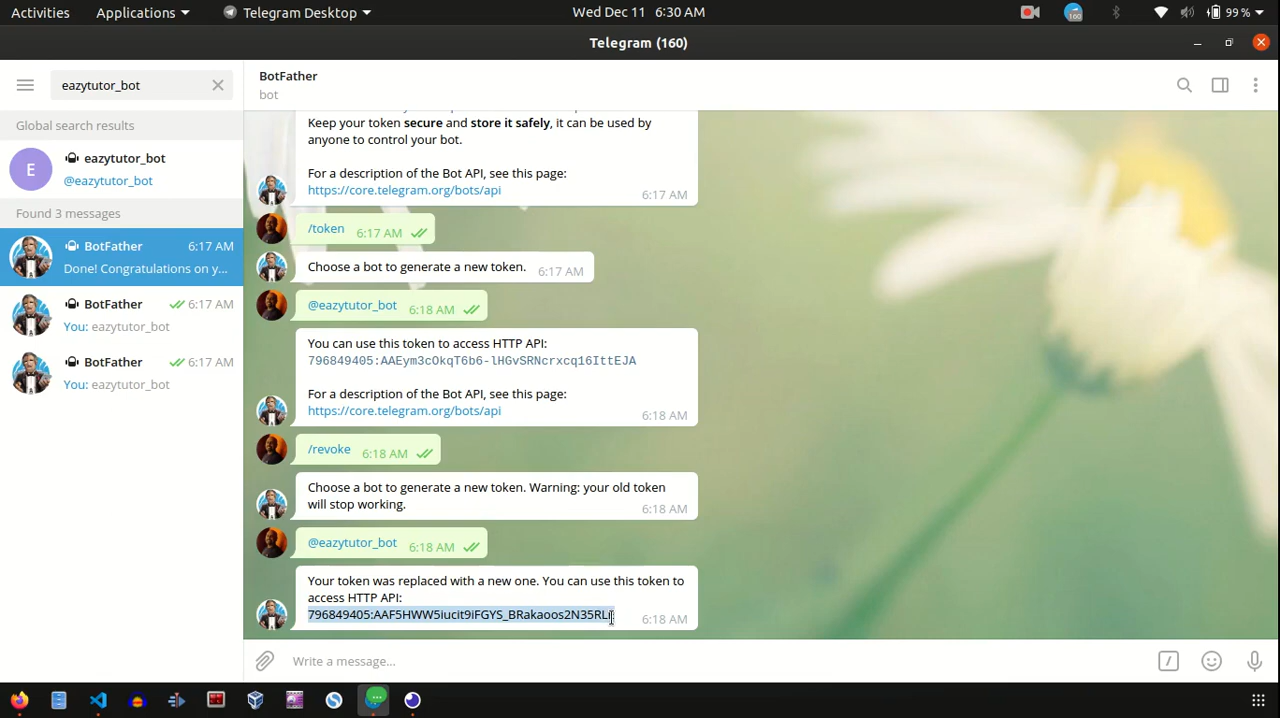 Activities
Applications
Telegram Desktop
Wed Dec 11 6:30 AM
160
99 %
Telegram (160)
eazytutor_bot
Global search results
E
eazytutor_bot
@eazytutor_bot
Found 3 messages
BotFather 6:17 AM
Done! Congratulations on y...
BotFather 6:17 AM
You: eazytutor_bot
BotFather 6:17 AM
You: eazytutor_bot
BotFather
bot
Keep your token secure and store it safely, it can be used by
anyone to control your bot.
For a description of the Bot API, see this page:
https://core.telegram.org/bots/api
6:17 AM
/token 6:17 AM
Choose a bot to generate a new token. 6:17 AM
@eazytutor_bot 6:18 AM
You can use this token to access HTTP API:
796849405:AAEym3cOkqT6b6-lHGvSRNcrxcq16IttEJA
For a description of the Bot API, see this page:
https://core.telegram.org/bots/api
6:18 AM
/revoke 6:18 AM
Choose a bot to generate a new token. Warning: your old token
will stop working.
6:18 AM
@eazytutor_bot 6:18 AM
Your token was replaced with a new one. You can use this token to
access HTTP API:
6:18 AM
Write a message...